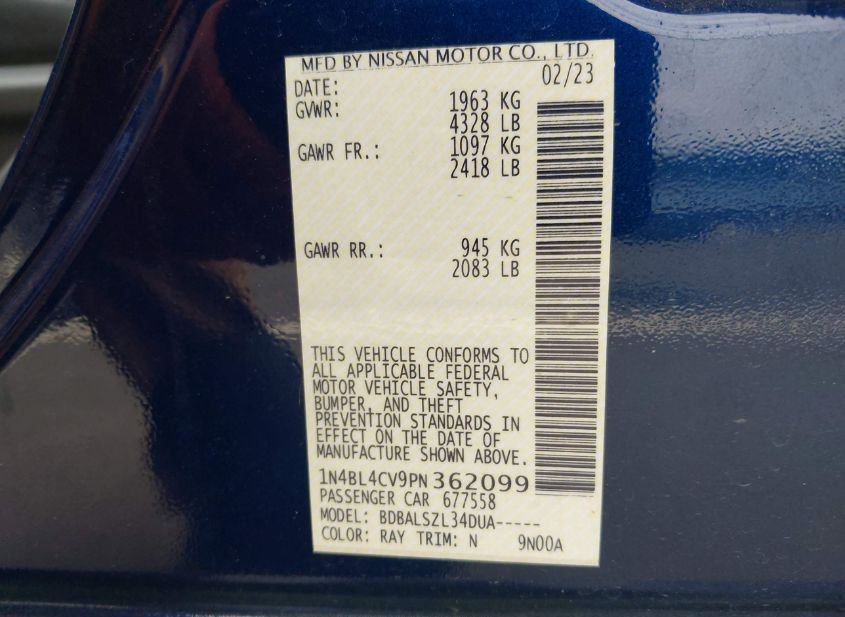 MFD BY NISSAN MOTOR CO., LTD.
DATE: 02/23
GVWR: 1963 KG
4328 LB
GAWR FR.: 1097 KG
2418 LB
GAWR RR.: 945 KG
2083 LB
THIS VEHICLE CONFORMS TO
ALL APPLICABLE FEDERAL
MOTOR VEHICLE SAFETY,
BUMPER, AND THEFT
PREVENTION STANDARDS IN
EFFECT ON THE DATE OF
MANUFACTURE SHOWN ABOVE.
1N4BL4CV9PN362099
PASSENGER CAR 677558
MODEL: BDBALSZL34DUA-----
COLOR: RAY TRIM: N 9N00A